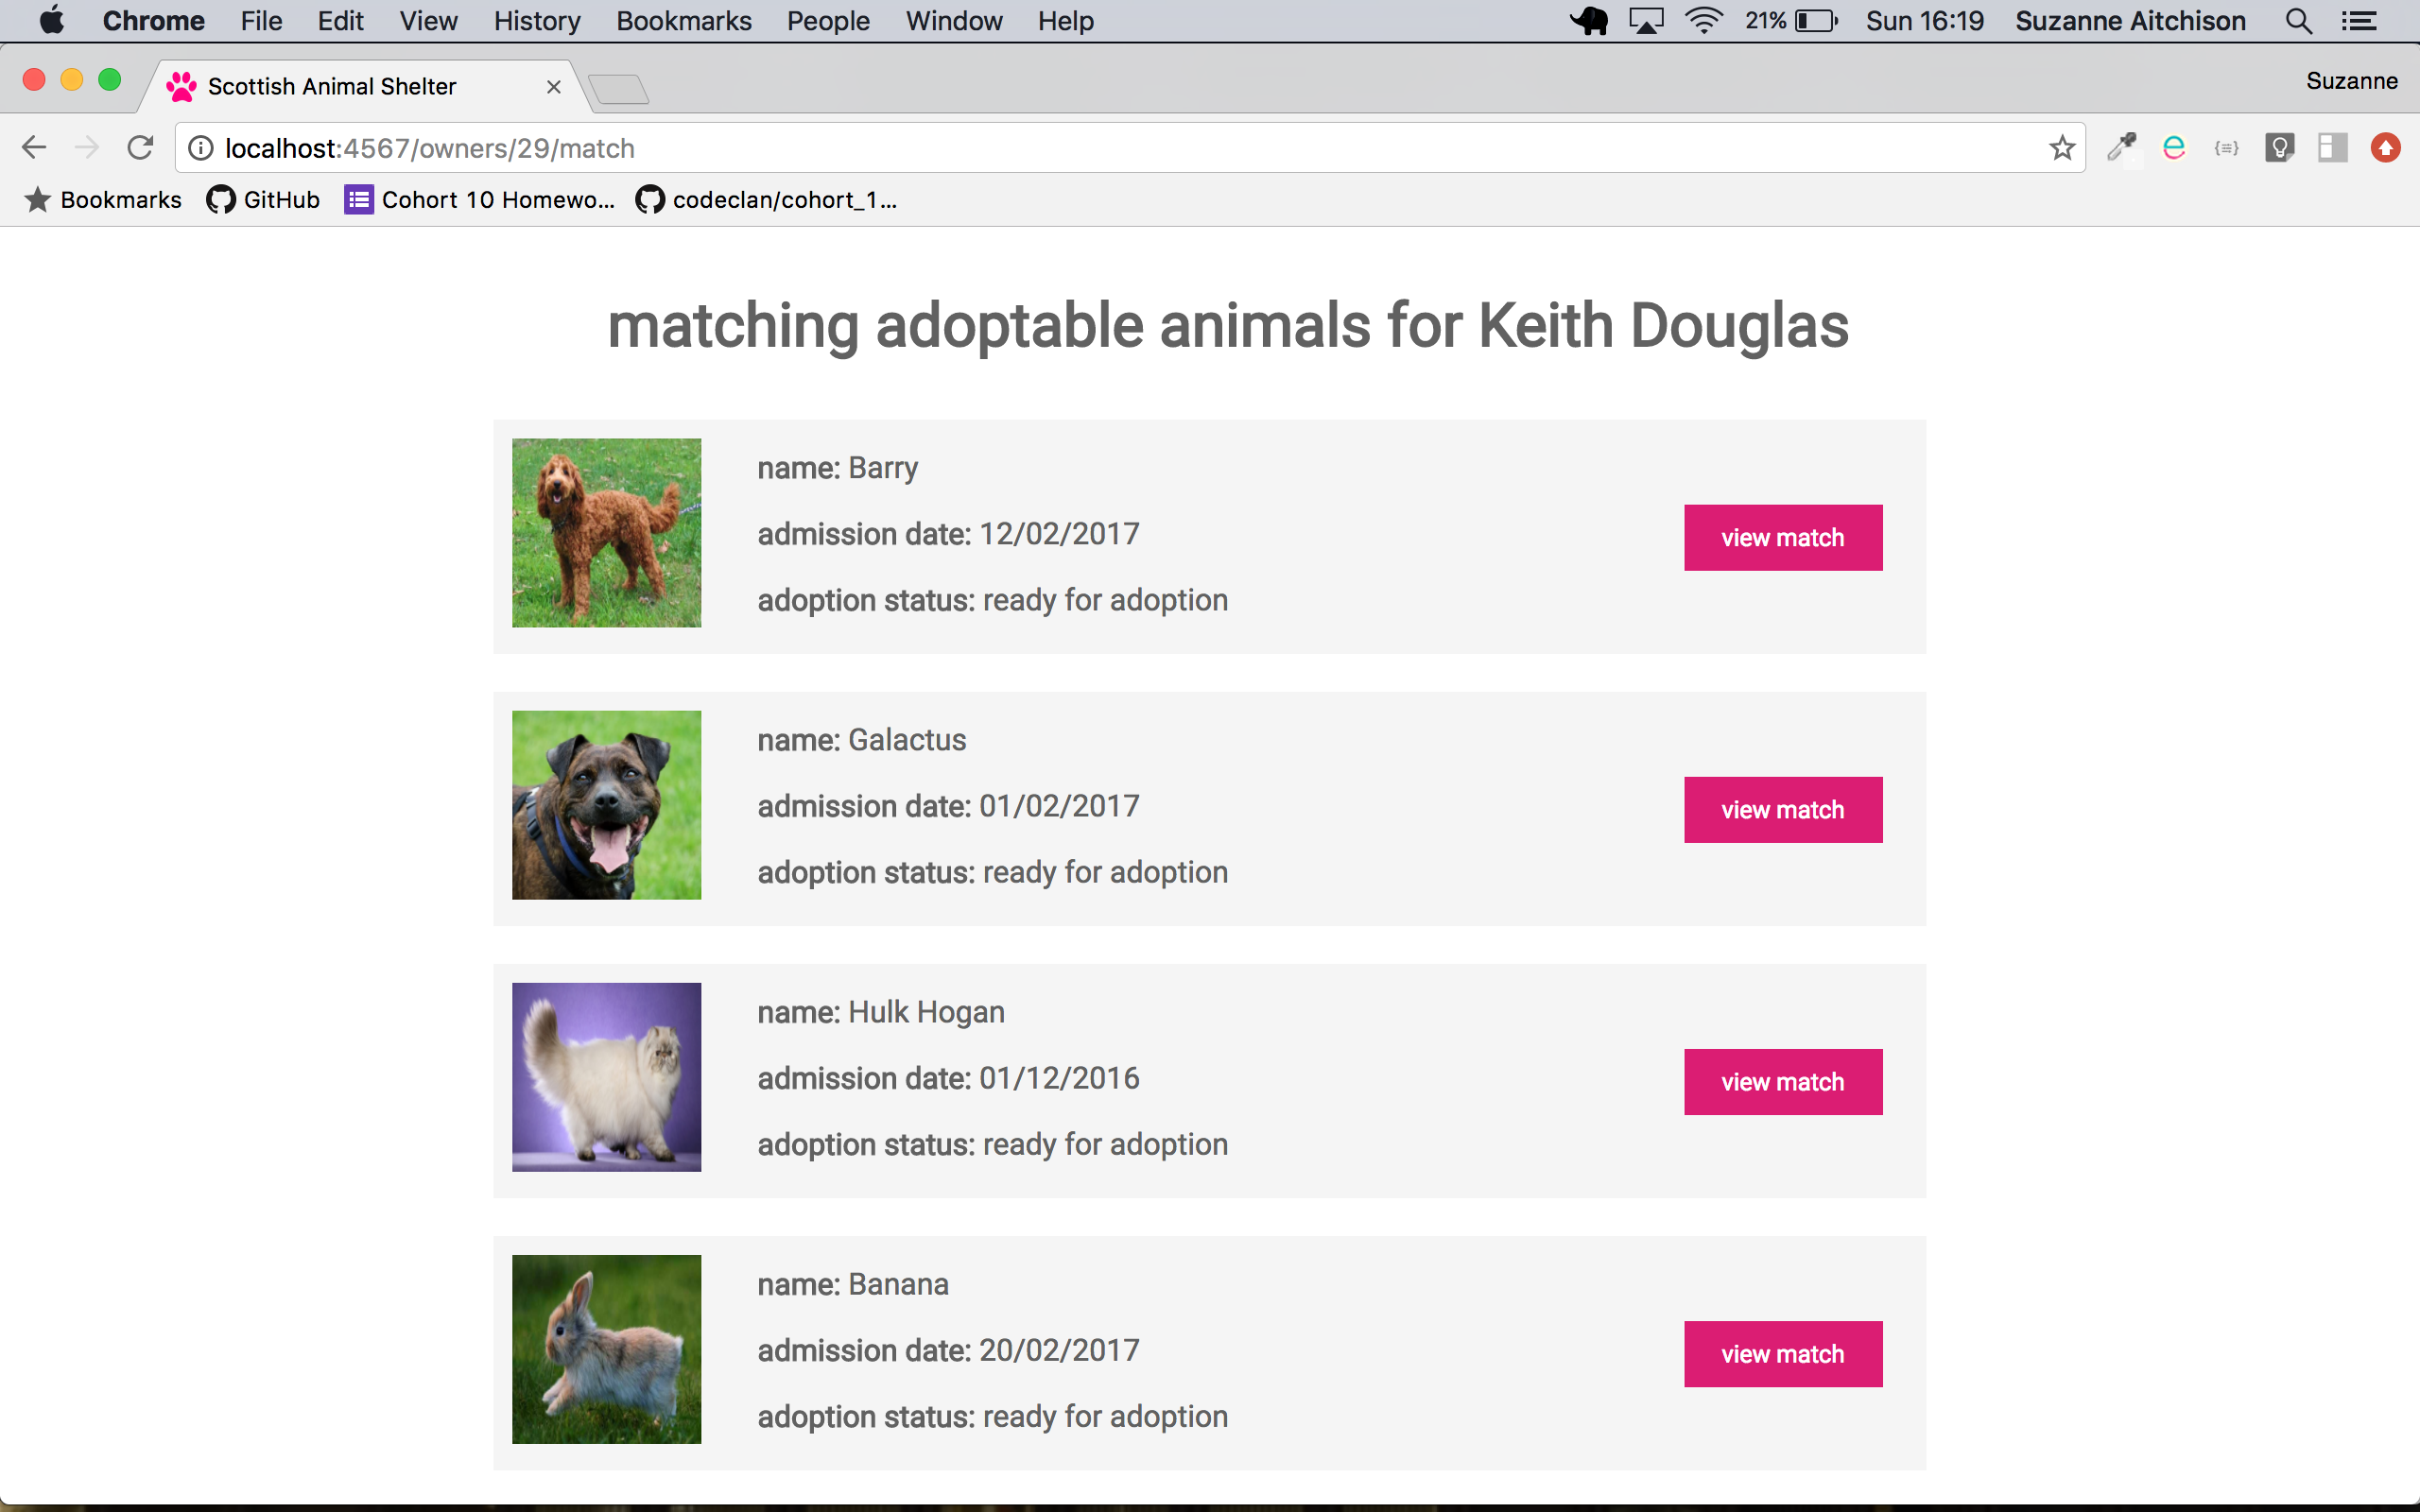 Chrome File Edit View History Bookmarks People Window Help 21% Sun 16:19 Suzanne Aitchison
Scottish Animal Shelter Suzanne
localhost:4567/owners/29/match
Bookmarks GitHub Cohort 10 Homewo... codeclan/cohort_1...
matching adoptable animals for Keith Douglas
name: Barry
admission date: 12/02/2017
view match
adoption status: ready for adoption
name: Galactus
admission date: 01/02/2017
view match
adoption status: ready for adoption
name: Hulk Hogan
admission date: 01/12/2016
view match
adoption status: ready for adoption
name: Banana
admission date: 20/02/2017
view match
adoption status: ready for adoption